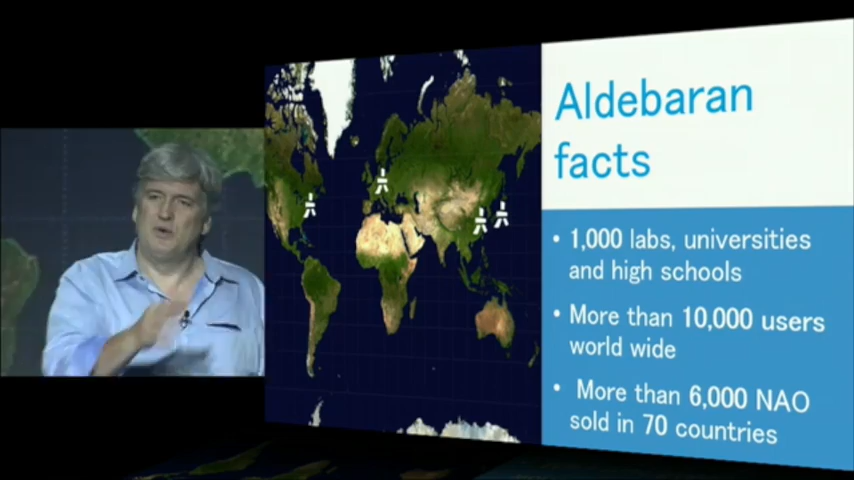 Aldebaran
facts
• 1,000 labs, universities
and high schools
• More than 10,000 users
world wide
• More than 6,000 NAO
sold in 70 countries